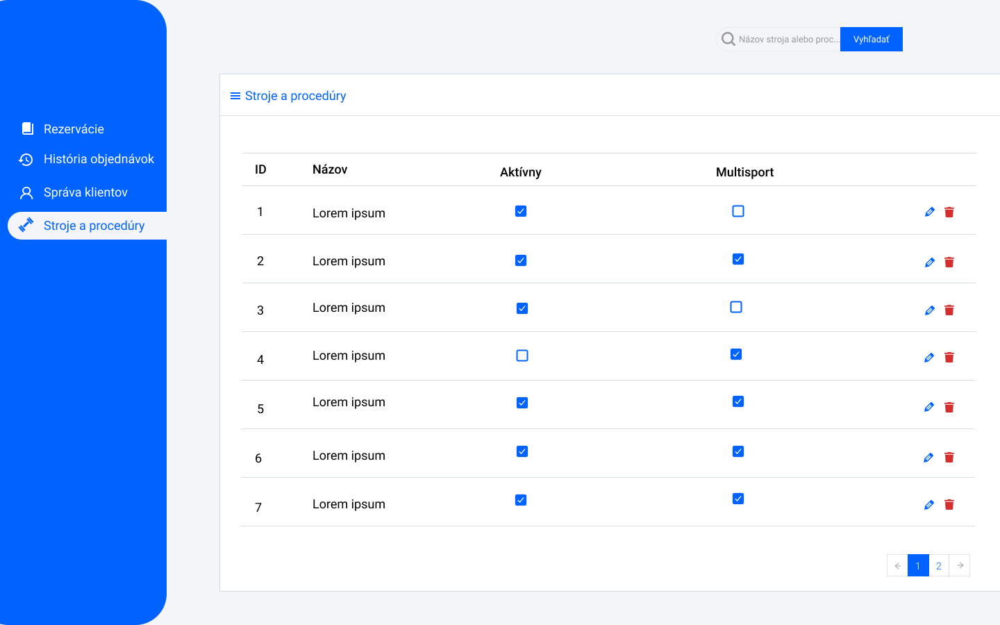 Názov stroja alebo proc...
Vyhľadať
Stroje a procedúry
Rezervácie
História objednávok
Správa klientov
Stroje a procedúry
ID Názov Aktívny Multisport
1 Lorem ipsum
2 Lorem ipsum
3 Lorem ipsum
4 Lorem ipsum
5 Lorem ipsum
6 Lorem ipsum
7 Lorem ipsum
1 2